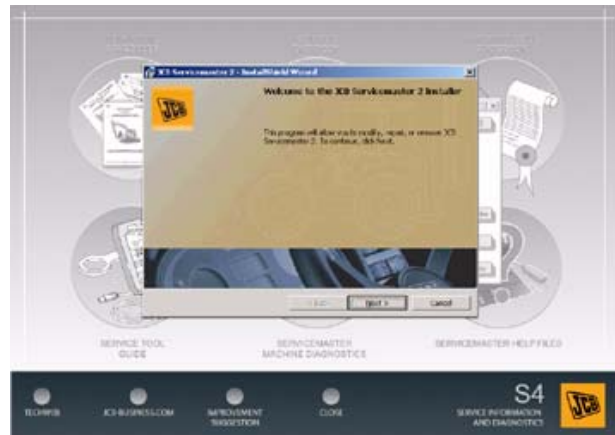 JCB Servicemaster 2 - InstallShield Wizard
Welcome to the JCB Servicemaster 2 Installer
JCB
This program will allow you to modify, repair, or remove JCB
Servicemaster 2. To continue, click Next.
Next >
Cancel
SERVICE TOOL
GUIDE
SERVICEMASTER
MACHINE DIAGNOSTICS
SERVICEMASTER HELP FILES
TECHWEB
JCB-BUSINESS.COM
IMPROVEMENT
SUGGESTION
CLOSE
S4
SERVICE INFORMATION
AND DIAGNOSTICS
JCB